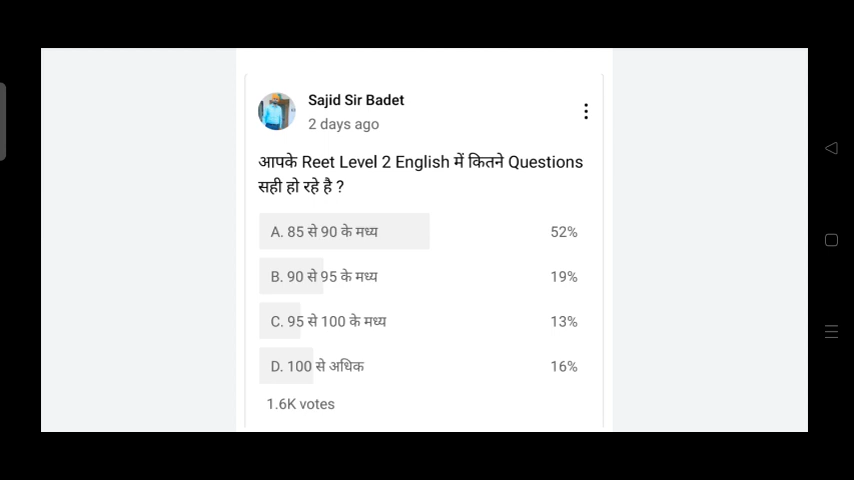 Sajid Sir Badet
2 days ago
आपके Reet Level 2 English में कितने Questions
सही हो रहे है ?
A. 85 से 90 के मध्य 52%
B. 90 से 95 के मध्य 19%
C. 95 से 100 के मध्य 13%
D. 100 से अधिक 16%
1.6K votes